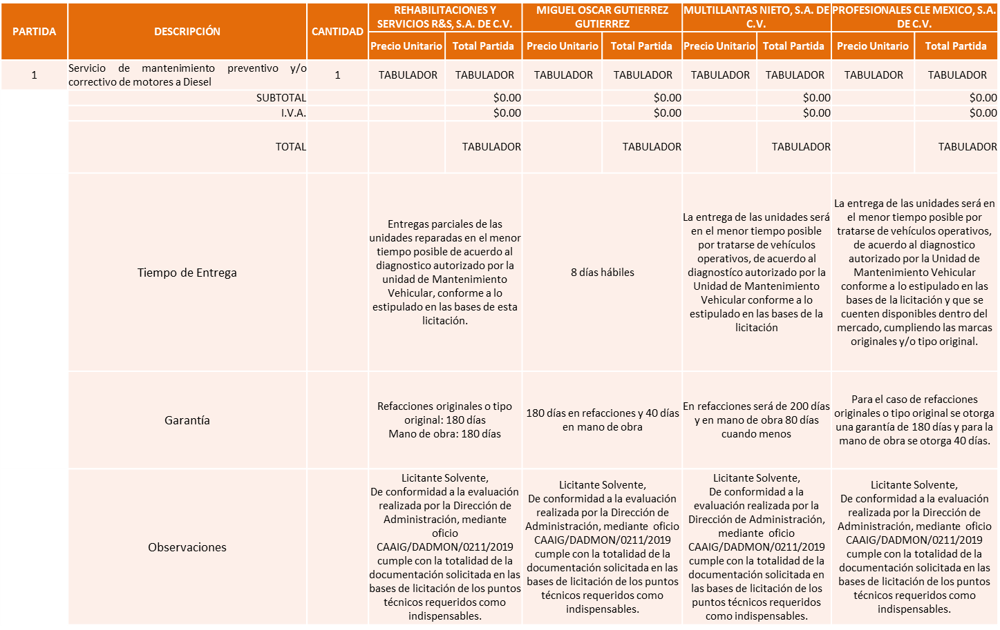 PARTIDA
DESCRIPCIÓN
CANTIDAD
REHABILITACIONES Y
SERVICIOS R&S, S.A. DE C.V.
MIGUEL OSCAR GUTIERREZ
GUTIERREZ
MULTILLANTAS NIETO, S.A. DE
C.V.
PROFESIONALES CLE MEXICO, S.A.
DE C.V.
Precio Unitario
Total Partida
Precio Unitario
Total Partida
Precio Unitario
Total Partida
Precio Unitario
Total Partida
1
Servicio de mantenimiento preventivo y/o
correctivo de motores a Diesel
1
TABULADOR
TABULADOR
TABULADOR
TABULADOR
TABULADOR
TABULADOR
TABULADOR
TABULADOR
SUBTOTAL
$0.00
$0.00
$0.00
$0.00
I.V.A.
$0.00
$0.00
$0.00
$0.00
TOTAL
TABULADOR
TABULADOR
TABULADOR
TABULADOR
Tiempo de Entrega
Entregas parciales de las
unidades reparadas en el menor
tiempo posible de acuerdo al
diagnostico autorizado por la
unidad de Mantenimiento
Vehicular, conforme a lo
estipulado en las bases de esta
licitación.
8 días hábiles
La entrega de las unidades será
en el menor tiempo posible
por tratarse de vehículos
operativos, de acuerdo al
diagnostíco autorizado por la
Unidad de Mantenimiento
Vehicular conforme a lo
estipulado en las bases de la
licitación
La entrega de las unidades será en
el menor tiempo posible por
tratarse de vehículos operativos,
de acuerdo al diagnostico
autorizado por la Unidad de
Mantenimiento Vehicular
conforme a lo estipulado en las
bases de la licitación y que se
cuenten disponibles dentro del
mercado, cumpliendo las marcas
originales y/o tipo original.
Garantía
Refacciones originales o tipo
original: 180 días
Mano de obra: 180 días
180 días en refacciones y 40 días
en mano de obra
En refacciones será de 200 días
y en mano de obra 80 días
cuando menos
Para el caso de refacciones
originales o tipo original se otorga
una garantía de 180 días y para la
mano de obra se otorga 40 días.
Observaciones
Licitante Solvente,
De conformidad a la evaluación
realizada por la Dirección de
Administración, mediante
oficio
CAAIG/DADMON/0211/2019
cumple con la totalidad de la
documentación solicitada en las
bases de licitación de los puntos
técnicos requeridos como
indispensables.
Licitante Solvente,
De conformidad a la evaluación
realizada por la Dirección de
Administración, mediante oficio
CAAIG/DADMON/0211/2019
cumple con la totalidad de la
documentación solicitada en las
bases de licitación de los puntos
técnicos requeridos como
indispensables.
Licitante Solvente,
De conformidad a la
evaluación realizada por la
Dirección de Administración,
mediante oficio
CAAIG/DADMON/0211/2019
cumple con la totalidad de la
documentación solicitada en
las bases de licitación de los
puntos técnicos requeridos
como indispensables.
Licitante Solvente,
De conformidad a la evaluación
realizada por la Dirección de
Administración, mediante oficio
CAAIG/DADMON/0211/2019
cumple con la totalidad de la
documentación solicitada en las
bases de licitación de los puntos
técnicos requeridos como
indispensables.